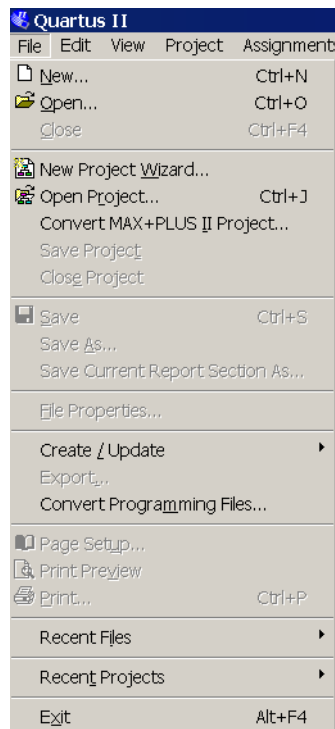 Quartus II
File Edit View Project Assignment
New... Ctrl+N
Open... Ctrl+O
Close Ctrl+F4
New Project Wizard...
Open Project... Ctrl+J
Convert MAX+PLUS II Project...
Save Project
Close Project
Save Ctrl+S
Save As...
Save Current Report Section As...
File Properties...
Create / Update
Export...
Convert Programming Files...
Page Setup...
Print Preview
Print... Ctrl+P
Recent Files
Recent Projects
Exit Alt+F4